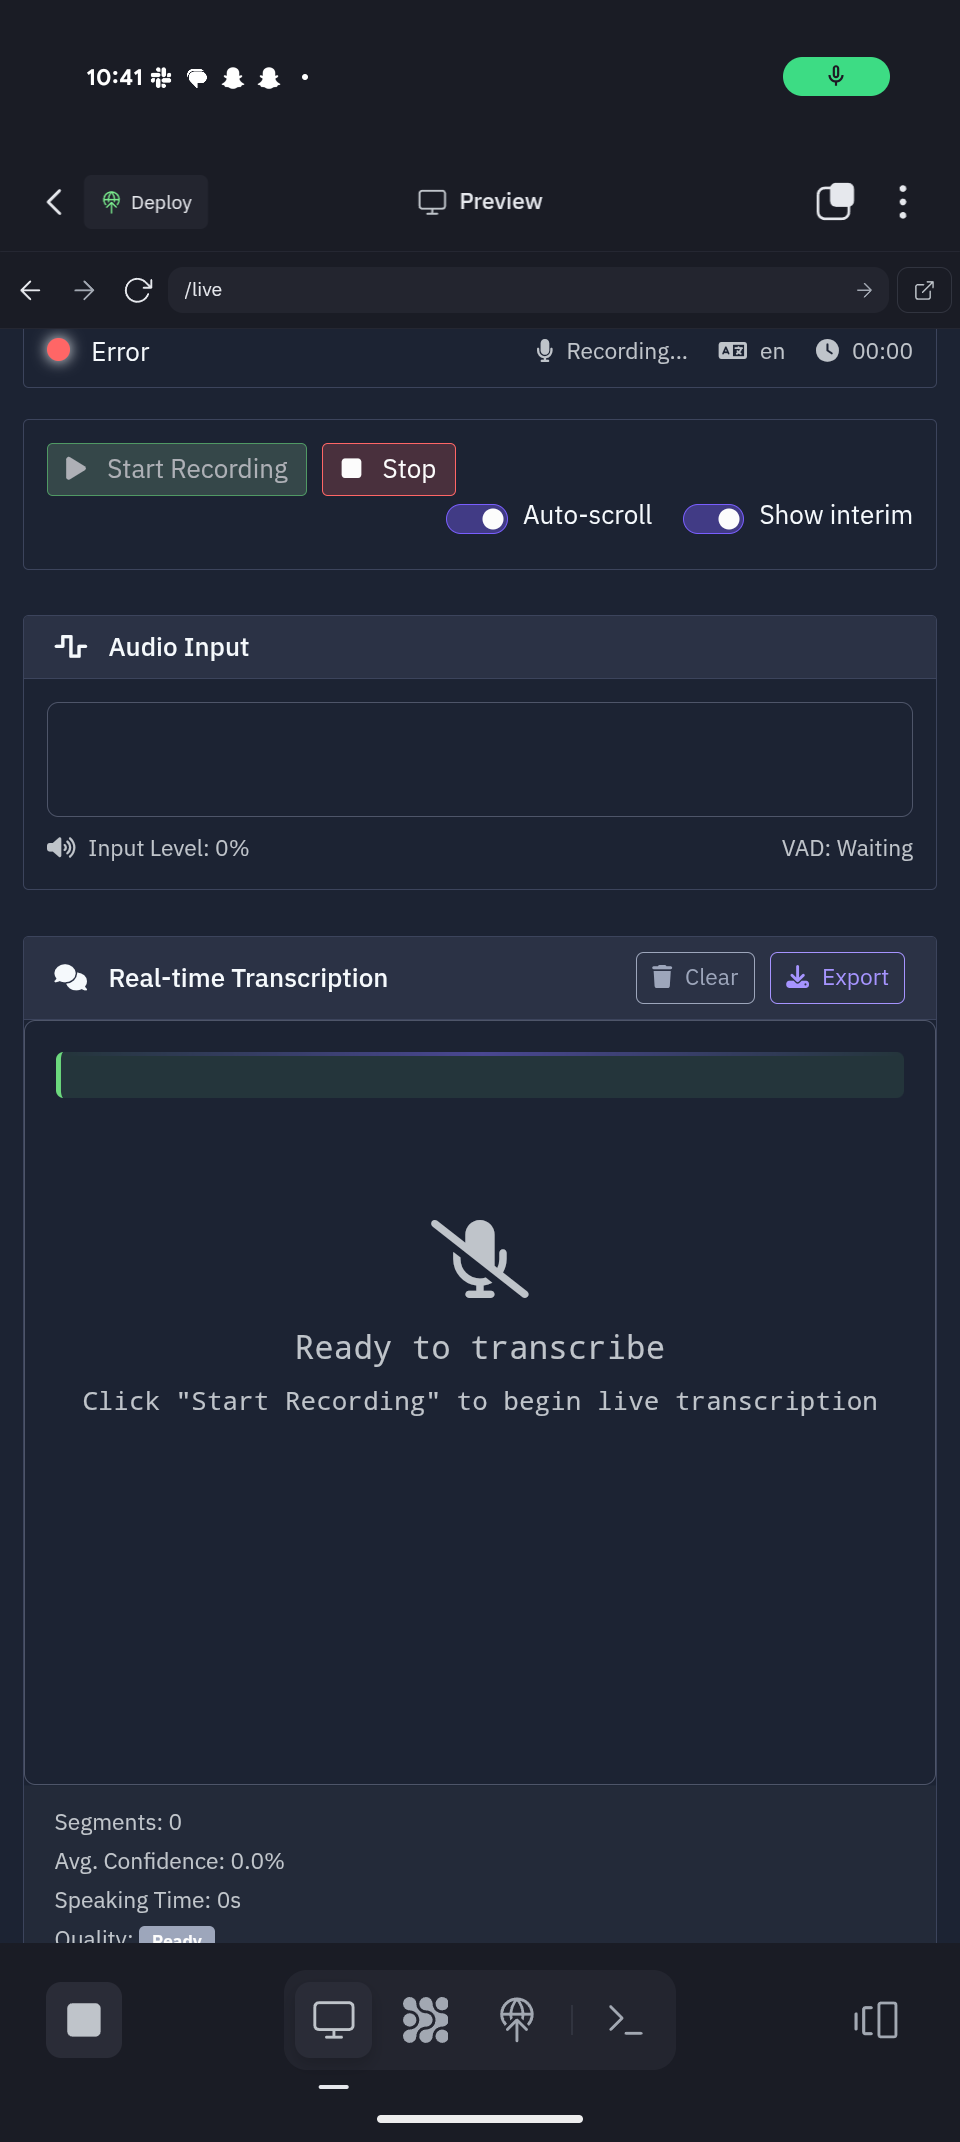 10:41
Deploy
Preview
/live
Error
Recording...
en
00:00
Start Recording
Stop
Auto-scroll
Show interim
Audio Input
Input Level: 0%
VAD: Waiting
Real-time Transcription
Clear
Export
Ready to transcribe
Click "Start Recording" to begin live transcription
Segments: 0
Avg. Confidence: 0.0%
Speaking Time: 0s
Quality: Ready